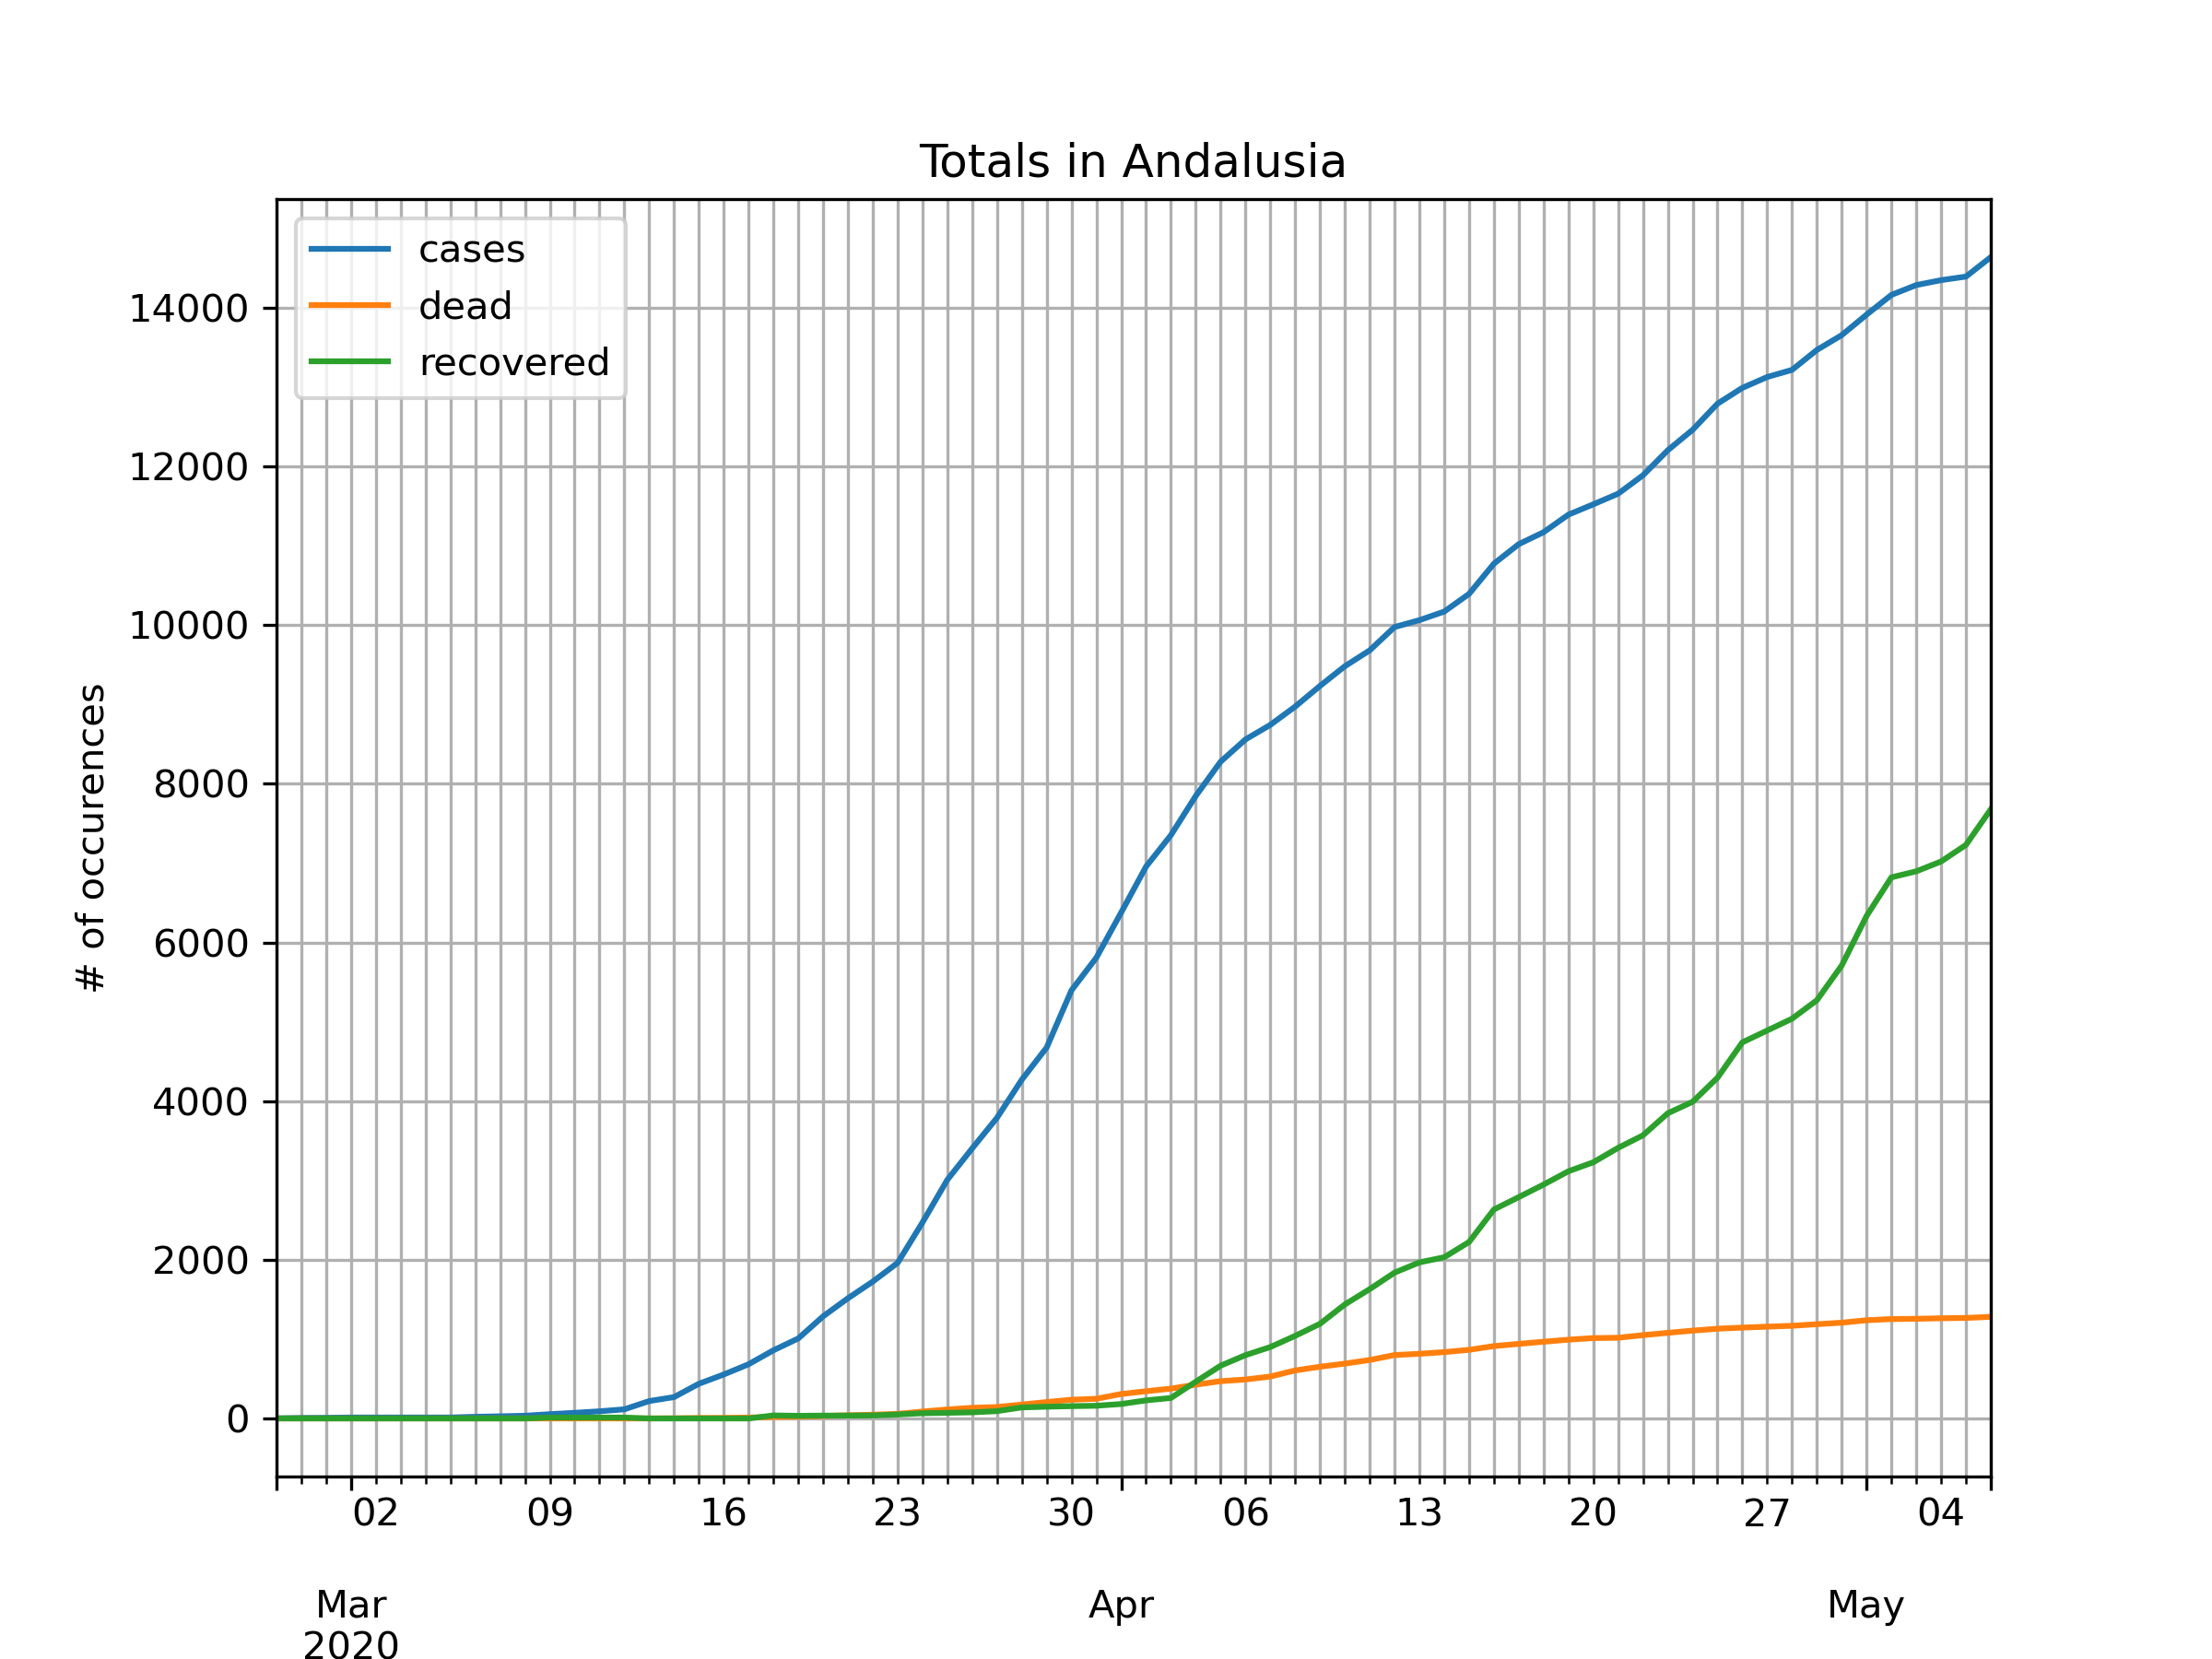 Totals in Andalusia
cases
dead
recovered
14000
12000
10000
8000
6000
4000
2000
0
# of occurences
02 09 16 23 30 06 13 20 27 04
Mar Apr May
2020